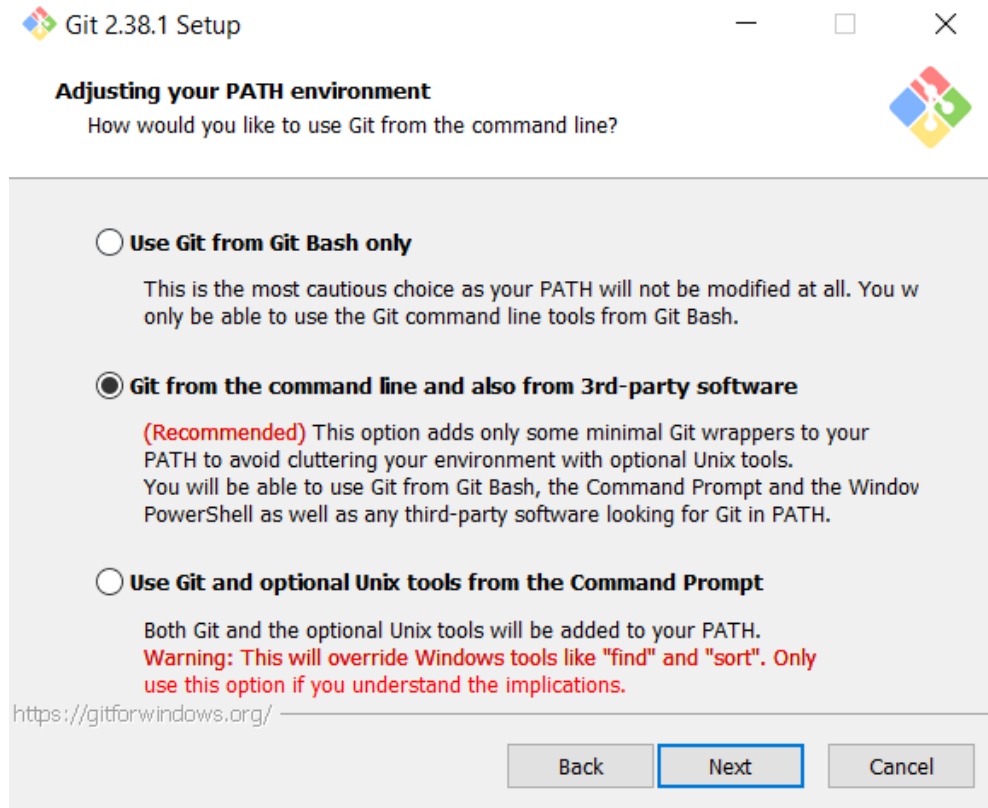 Git 2.38.1 Setup
Adjusting your PATH environment
How would you like to use Git from the command line?
Use Git from Git Bash only
This is the most cautious choice as your PATH will not be modified at all. You w
only be able to use the Git command line tools from Git Bash.
Git from the command line and also from 3rd-party software
(Recommended) This option adds only some minimal Git wrappers to your
PATH to avoid cluttering your environment with optional Unix tools.
You will be able to use Git from Git Bash, the Command Prompt and the Window
PowerShell as well as any third-party software looking for Git in PATH.
Use Git and optional Unix tools from the Command Prompt
Both Git and the optional Unix tools will be added to your PATH.
Warning: This will override Windows tools like "find" and "sort". Only
use this option if you understand the implications.
https://gitforwindows.org/
Back Next Cancel